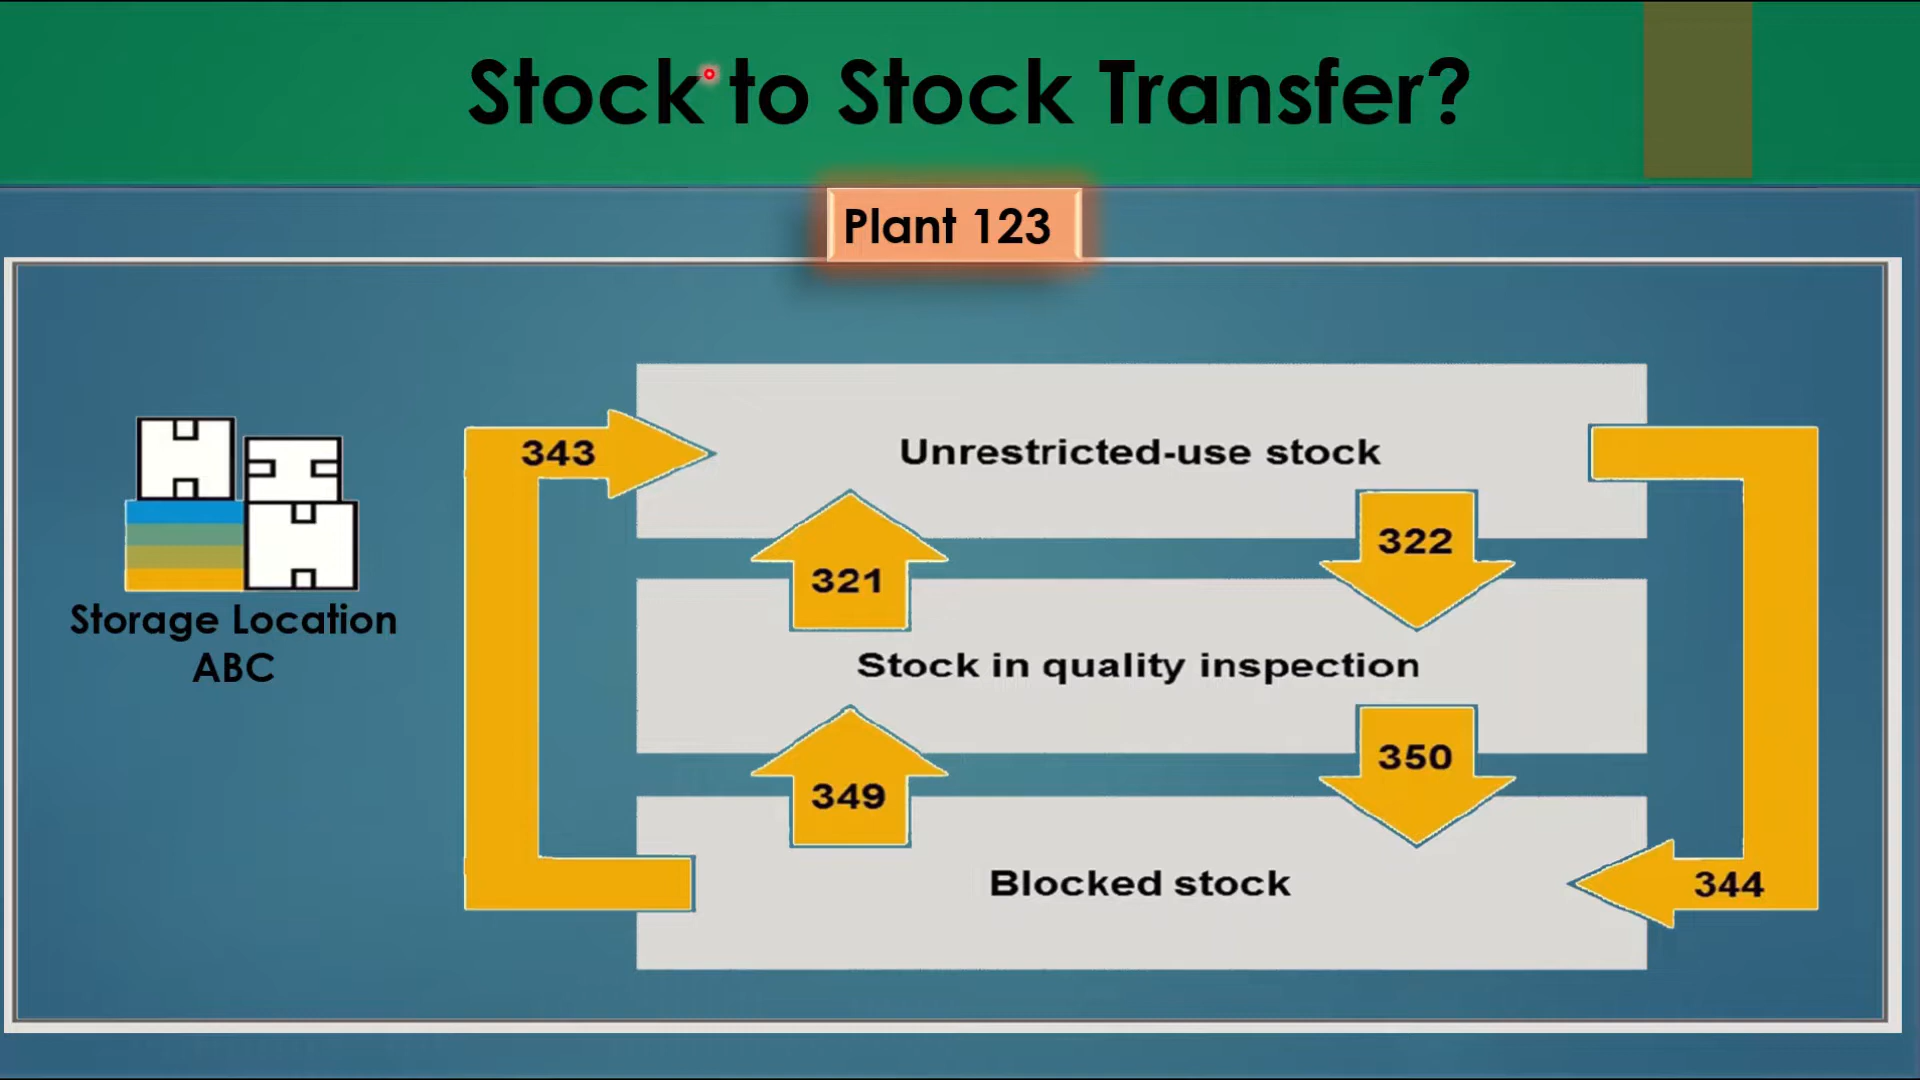 Stock to Stock Transfer?
Plant 123
343
Unrestricted-use stock
322
321
Storage Location
ABC
Stock in quality inspection
350
349
Blocked stock
344